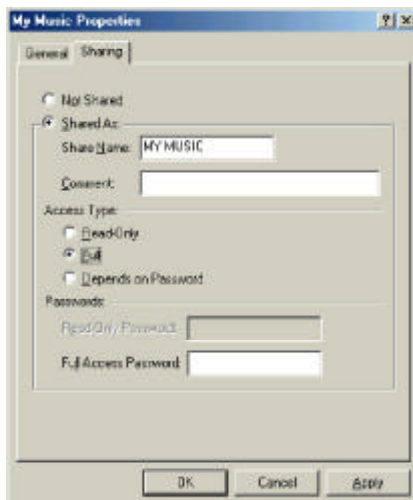 My Music Properties
General Sharing
Not Shared
Shared As:
Share Name: MY MUSIC
Comment:
Access Type:
Read-Only
Full
Depends on Password
Passwords:
Read-Only Password:
Full Access Password:
OK Cancel Apply